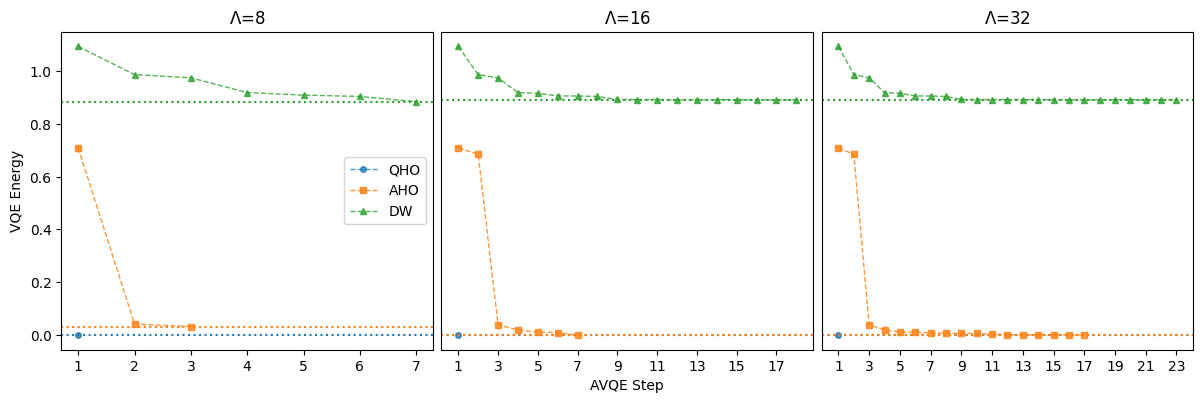 Λ=8 Λ=16 Λ=32
VQE Energy
1.0
0.8
0.6
0.4
0.2
0.0
QHO
AHO
DW
1 2 3 4 5 6 7
1 3 5 7 9 11 13 15 17
1 3 5 7 9 11 13 15 17 19 21 23
AVQE Step